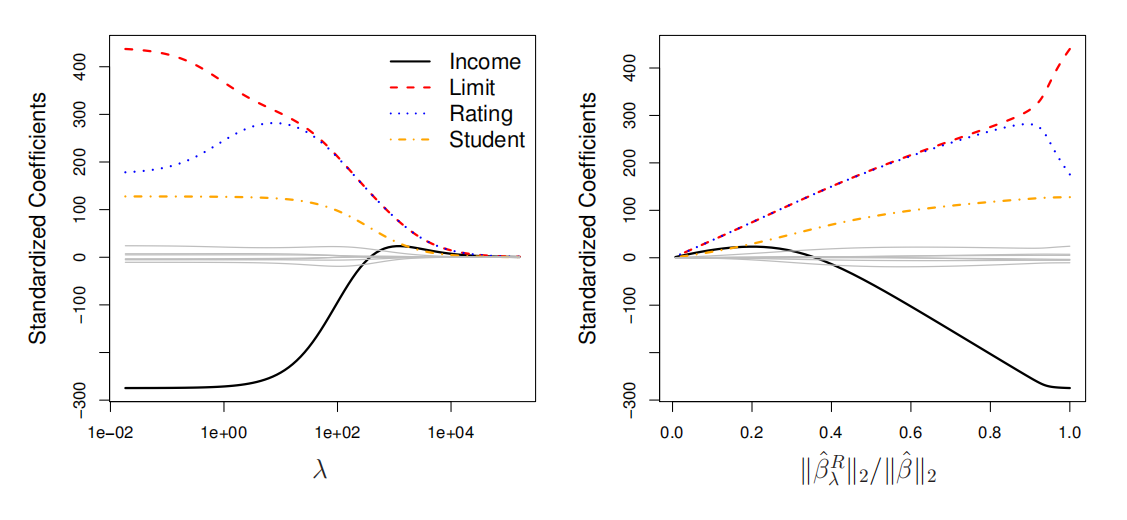 Standardized Coefficients
400
300
200
100
0
−100
−300
1e−02 1e+00 1e+02 1e+04
λ
Income
Limit
Rating
Student
Standardized Coefficients
400
300
200
100
0
−100
−300
0.0 0.2 0.4 0.6 0.8 1.0
‖β̂λᴿ‖₂/‖β̂‖₂